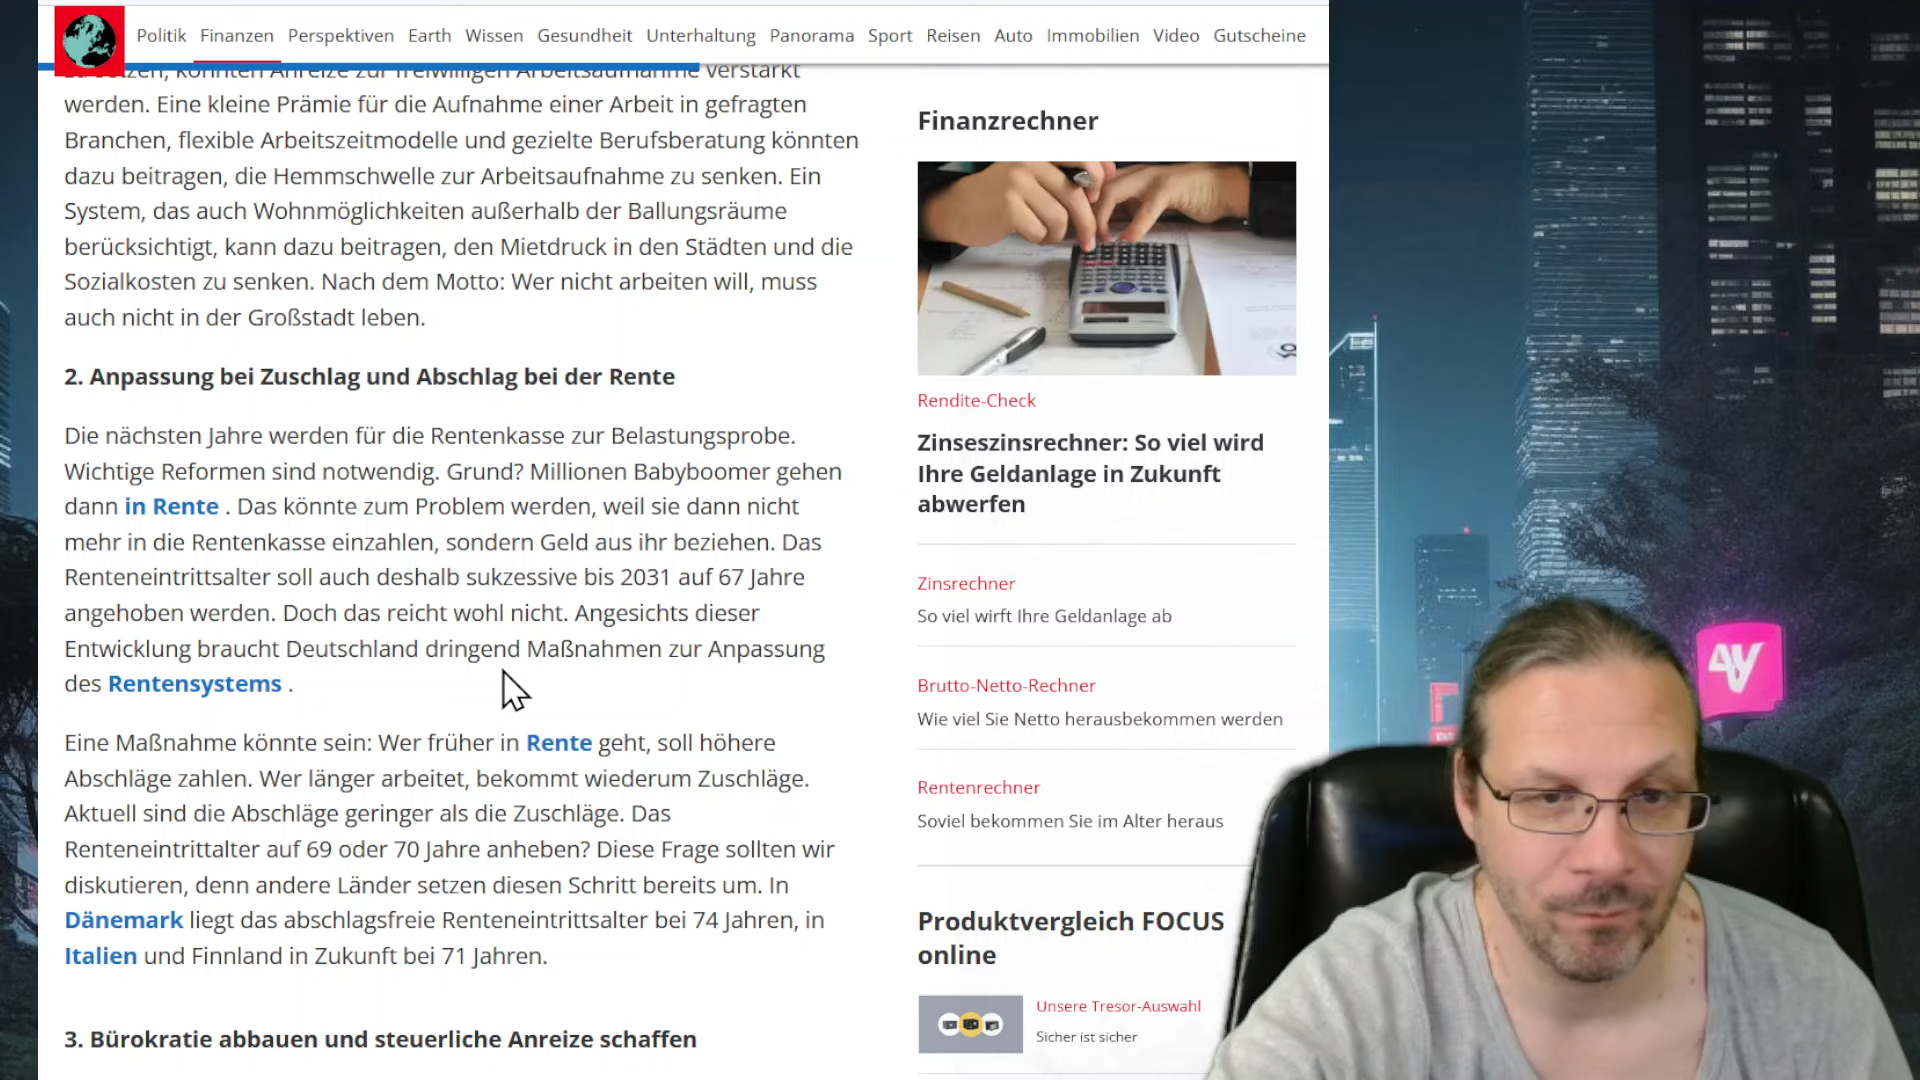 Politik Finanzen Perspektiven Earth Wissen Gesundheit Unterhaltung Panorama Sport Reisen Auto Immobilien Video Gutscheine
zu setzen, könnten Anreize zur freiwilligen Arbeitsaufnahme verstärkt
werden. Eine kleine Prämie für die Aufnahme einer Arbeit in gefragten
Branchen, flexible Arbeitszeitmodelle und gezielte Berufsberatung könnten
dazu beitragen, die Hemmschwelle zur Arbeitsaufnahme zu senken. Ein
System, das auch Wohnmöglichkeiten außerhalb der Ballungsräume
berücksichtigt, kann dazu beitragen, den Mietdruck in den Städten und die
Sozialkosten zu senken. Nach dem Motto: Wer nicht arbeiten will, muss
auch nicht in der Großstadt leben.
2. Anpassung bei Zuschlag und Abschlag bei der Rente
Die nächsten Jahre werden für die Rentenkasse zur Belastungsprobe.
Wichtige Reformen sind notwendig. Grund? Millionen Babyboomer gehen
dann in Rente . Das könnte zum Problem werden, weil sie dann nicht
mehr in die Rentenkasse einzahlen, sondern Geld aus ihr beziehen. Das
Renteneintrittsalter soll auch deshalb sukzessive bis 2031 auf 67 Jahre
angehoben werden. Doch das reicht wohl nicht. Angesichts dieser
Entwicklung braucht Deutschland dringend Maßnahmen zur Anpassung
des Rentensystems .
Eine Maßnahme könnte sein: Wer früher in Rente geht, soll höhere
Abschläge zahlen. Wer länger arbeitet, bekommt wiederum Zuschläge.
Aktuell sind die Abschläge geringer als die Zuschläge. Das
Renteneintrittalter auf 69 oder 70 Jahre anheben? Diese Frage sollten wir
diskutieren, denn andere Länder setzen diesen Schritt bereits um. In
Dänemark liegt das abschlagsfreie Renteneintrittsalter bei 74 Jahren, in
Italien und Finnland in Zukunft bei 71 Jahren.
3. Bürokratie abbauen und steuerliche Anreize schaffen
Finanzrechner
Rendite-Check
Zinseszinsrechner: So viel wird
Ihre Geldanlage in Zukunft
abwerfen
Zinsrechner
So viel wirft Ihre Geldanlage ab
Brutto-Netto-Rechner
Wie viel Sie Netto herausbekommen werden
Rentenrechner
Soviel bekommen Sie im Alter heraus
Produktvergleich FOCUS
online
Unsere Tresor-Auswahl
Sicher ist sicher